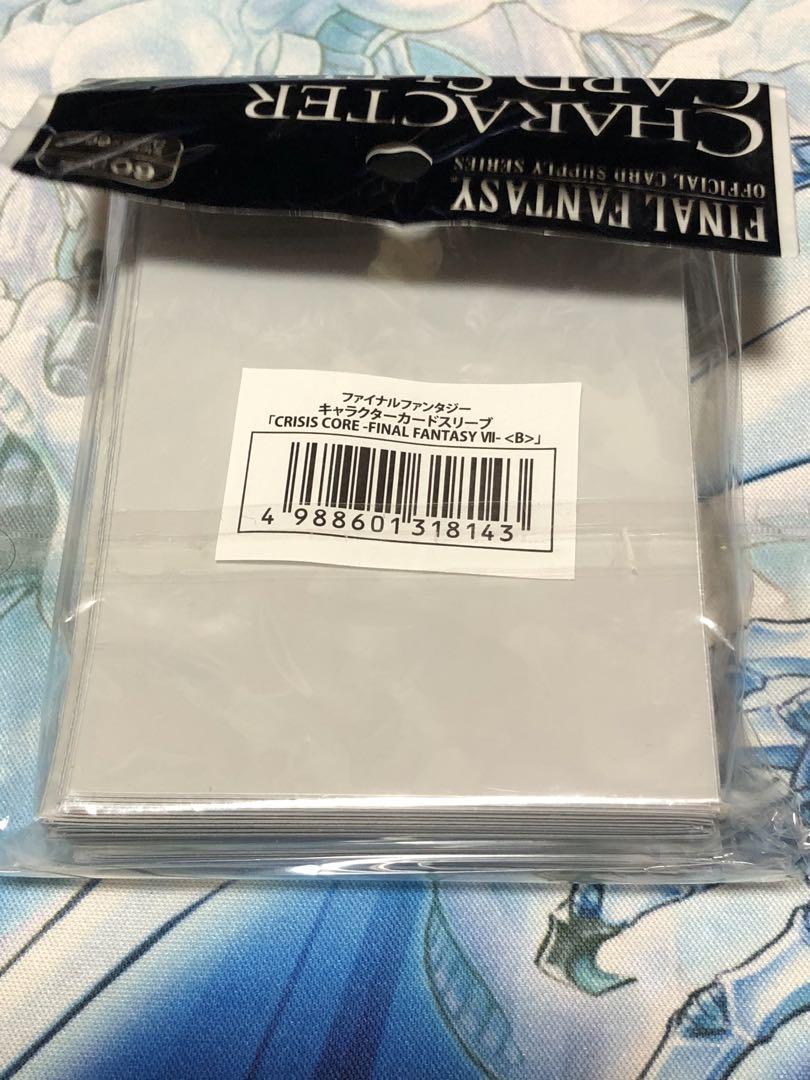 FINAL FANTASY
OFFICIAL CARD SUPPLY SERIES
CHARACTER
CARD
60
ファイナルファンタジー
キャラクターカードスリーブ
「CRISIS CORE -FINAL FANTASY VII- <B>」
4 988601 318143